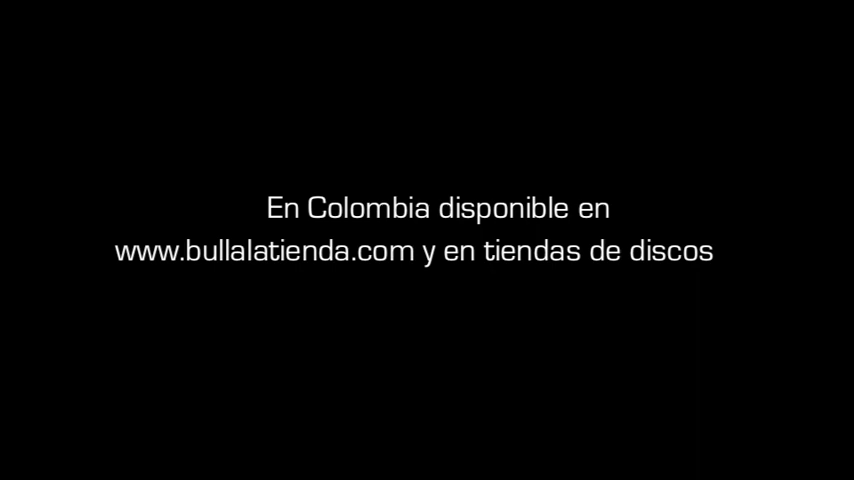 En Colombia disponible en
www.bullalatienda.com y en tiendas de discos